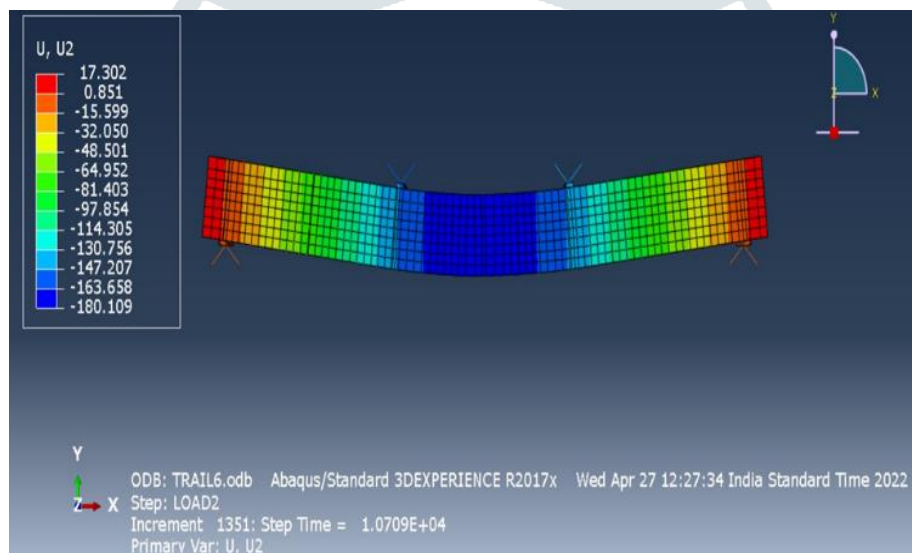 U, U2
17.302
0.851
-15.599
-32.050
-48.501
-64.952
-81.403
-97.854
-114.305
-130.756
-147.207
-163.658
-180.109
Y
Z X
Y
Z X
ODB: TRAIL6.odb Abaqus/Standard 3DEXPERIENCE R2017x Wed Apr 27 12:27:34 India Standard Time 2022
Step: LOAD2
Increment 1351: Step Time = 1.0709E+04
Primary Var: U, U2